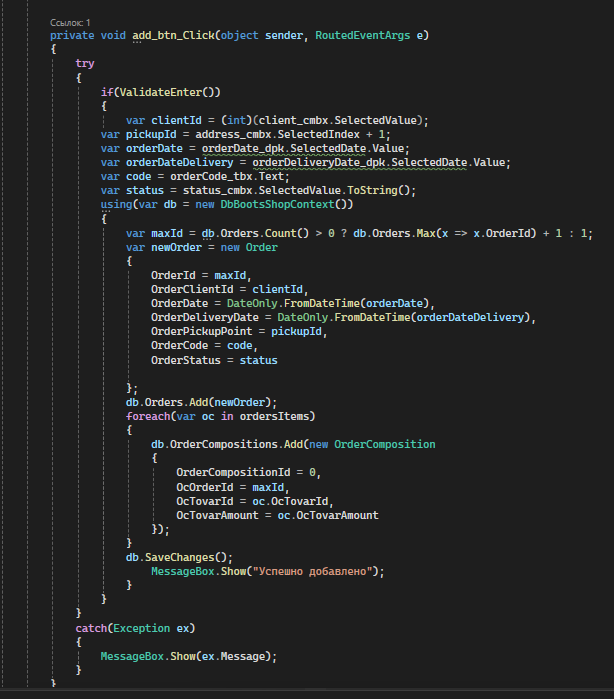 Ссылок: 1
private void add_btn_Click(object sender, RoutedEventArgs e)
{
try
{
if(ValidateEnter())
{
var clientId = (int)(client_cmbx.SelectedValue);
var pickupId = address_cmbx.SelectedIndex + 1;
var orderDate = orderDate_dpk.SelectedDate.Value;
var orderDateDelivery = orderDeliveryDate_dpk.SelectedDate.Value;
var code = orderCode_tbx.Text;
var status = status_cmbx.SelectedValue.ToString();
using(var db = new DbBootsShopContext())
{
var maxId = db.Orders.Count() > 0 ? db.Orders.Max(x => x.OrderId) + 1 : 1;
var newOrder = new Order
{
OrderId = maxId,
OrderClientId = clientId,
OrderDate = DateOnly.FromDateTime(orderDate),
OrderDeliveryDate = DateOnly.FromDateTime(orderDateDelivery),
OrderPickupPoint = pickupId,
OrderCode = code,
OrderStatus = status
};
db.Orders.Add(newOrder);
foreach(var oc in ordersItems)
{
db.OrderCompositions.Add(new OrderComposition
{
OrderCompositionId = 0,
OcOrderId = maxId,
OcTovarId = oc.OcTovarId,
OcTovarAmount = oc.OcTovarAmount
});
}
db.SaveChanges();
MessageBox.Show("Успешно добавлено");
}
}
}
catch(Exception ex)
{
MessageBox.Show(ex.Message);
}
}